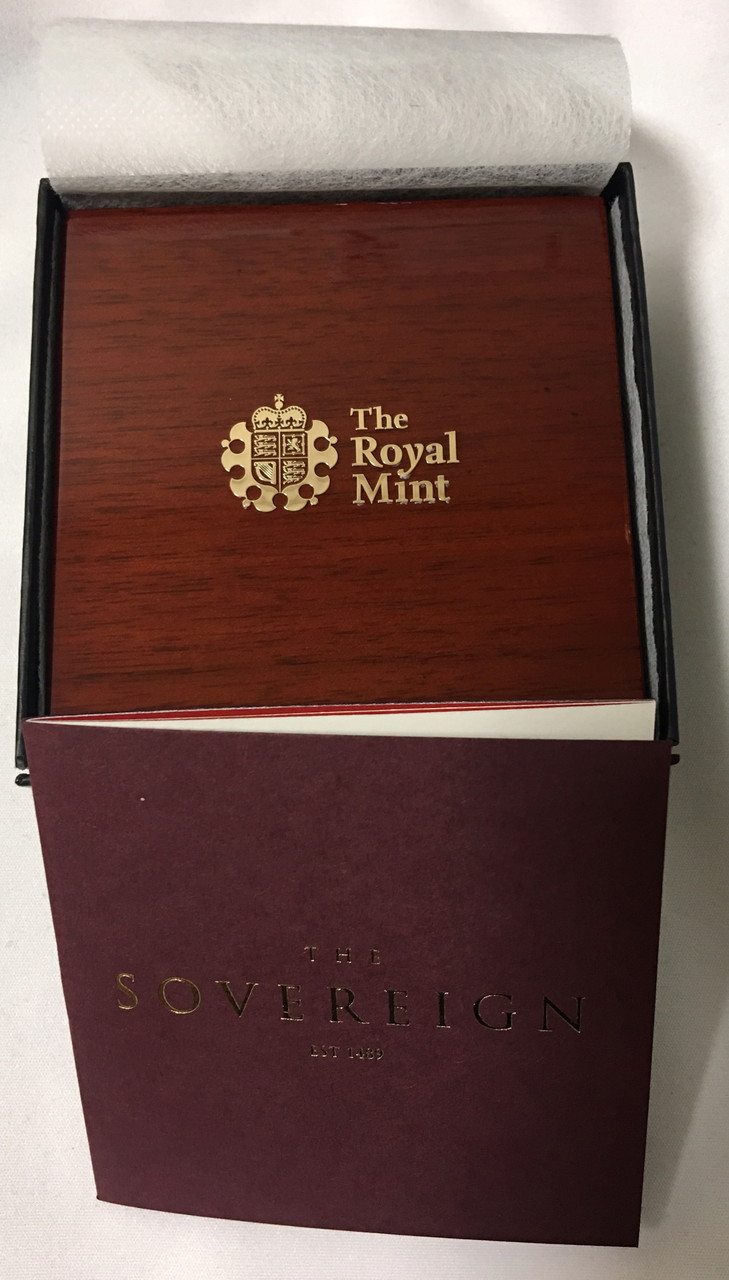 The
Royal
Mint
THE
SOVEREIGN
EST 1489